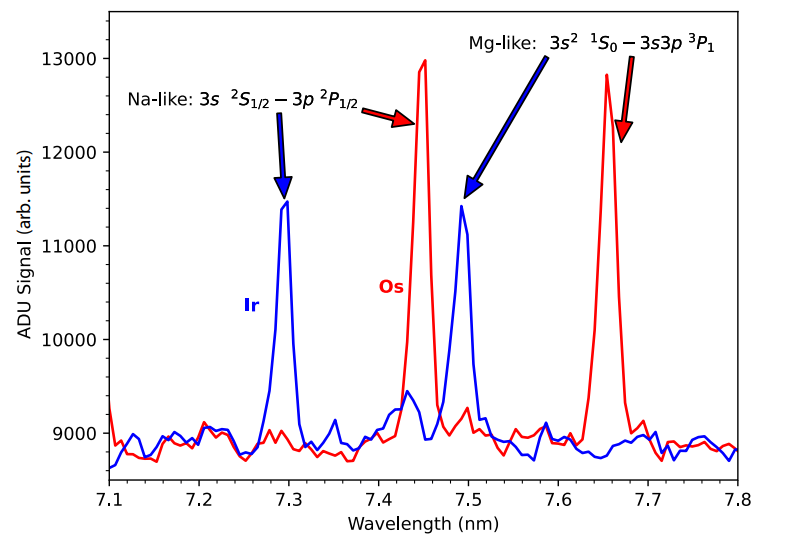 Mg-like: 3s² ¹S₀ − 3s3p ³P₁
Na-like: 3s ²S₁/₂ − 3p ²P₁/₂
Os
Ir
ADU Signal (arb. units)
13000
12000
11000
10000
9000
7.1 7.2 7.3 7.4 7.5 7.6 7.7 7.8
Wavelength (nm)